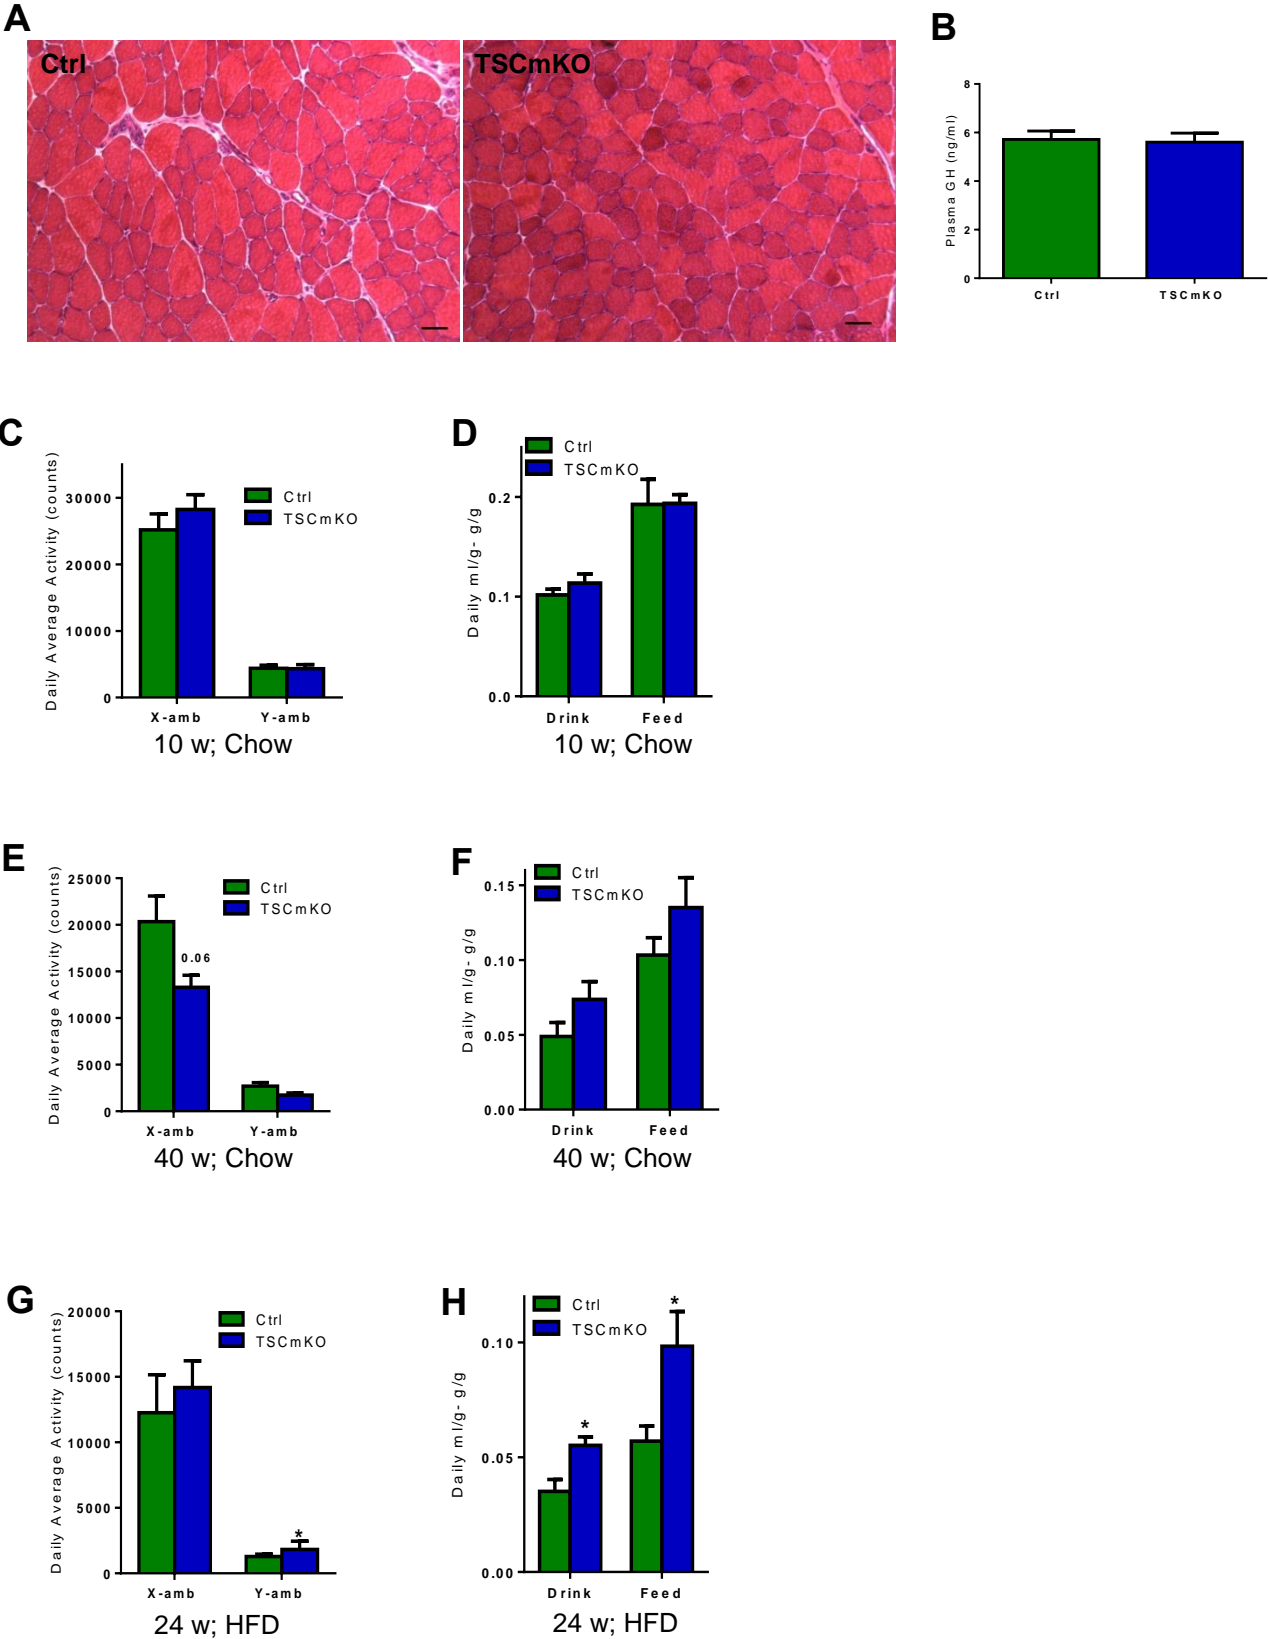 A
Ctrl
TSCmKO
B
Plasma GH (ng/ml)
8
6
4
2
0
Ctrl
TSCmKO
C
Daily Average Activity (counts)
30000
20000
10000
0
Ctrl
TSCmKO
X-amb
Y-amb
10 w; Chow
D
Daily ml/g- g/g
0.2
0.1
0.0
Ctrl
TSCmKO
Drink
Feed
10 w; Chow
E
Daily Average Activity (counts)
25000
20000
15000
10000
5000
0
Ctrl
TSCmKO
0.06
X-amb
Y-amb
40 w; Chow
F
Daily ml/g- g/g
0.15
0.10
0.05
0.00
Ctrl
TSCmKO
Drink
Feed
40 w; Chow
G
Daily Average Activity (counts)
20000
15000
10000
5000
0
Ctrl
TSCmKO
*
X-amb
Y-amb
24 w; HFD
H
Daily ml/g- g/g
0.10
0.05
0.00
Ctrl
TSCmKO
*
*
Drink
Feed
24 w; HFD